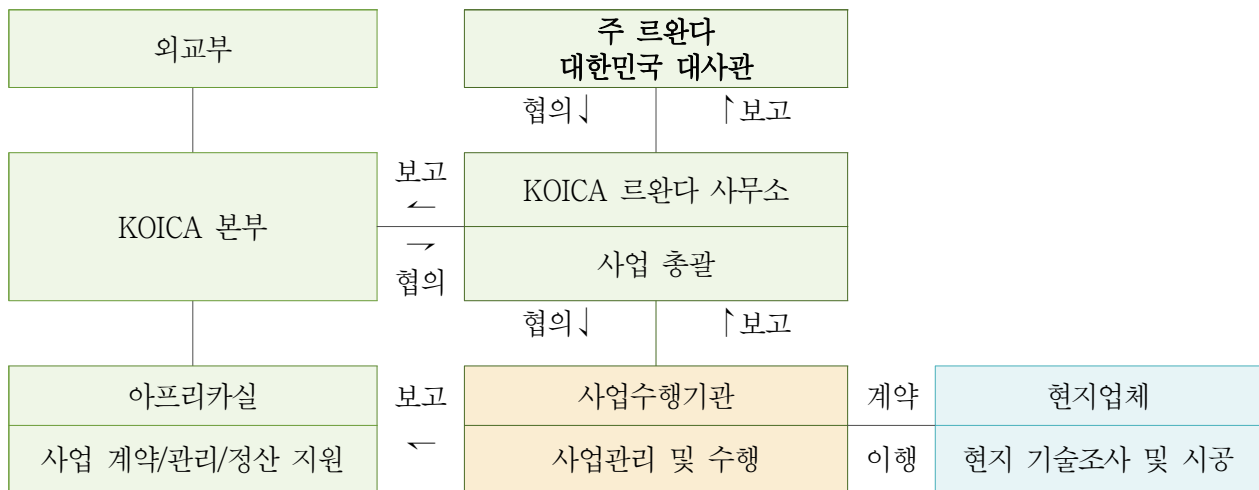 외교부
주 르완다
대한민국 대사관
협의↓
↑보고
KOICA 본부
보고
←
→
협의
KOICA 르완다 사무소
사업 총괄
협의↓
↑보고
아프리카실
사업 계약/관리/정산 지원
보고
←
사업수행기관
사업관리 및 수행
계약
이행
현지업체
현지 기술조사 및 시공